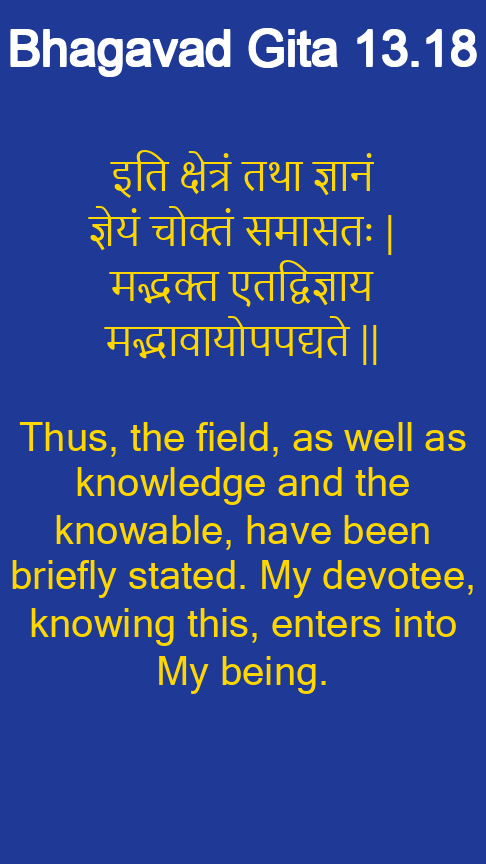 Bhagavad Gita 13.18
इति क्षेत्रं तथा ज्ञानं
ज्ञेयं चोक्तं समासतः |
मद्भक्त एतद्विज्ञाय
मद्भावायोपपद्यते ||
Thus, the field, as well as
knowledge and the
knowable, have been
briefly stated. My devotee,
knowing this, enters into
My being.